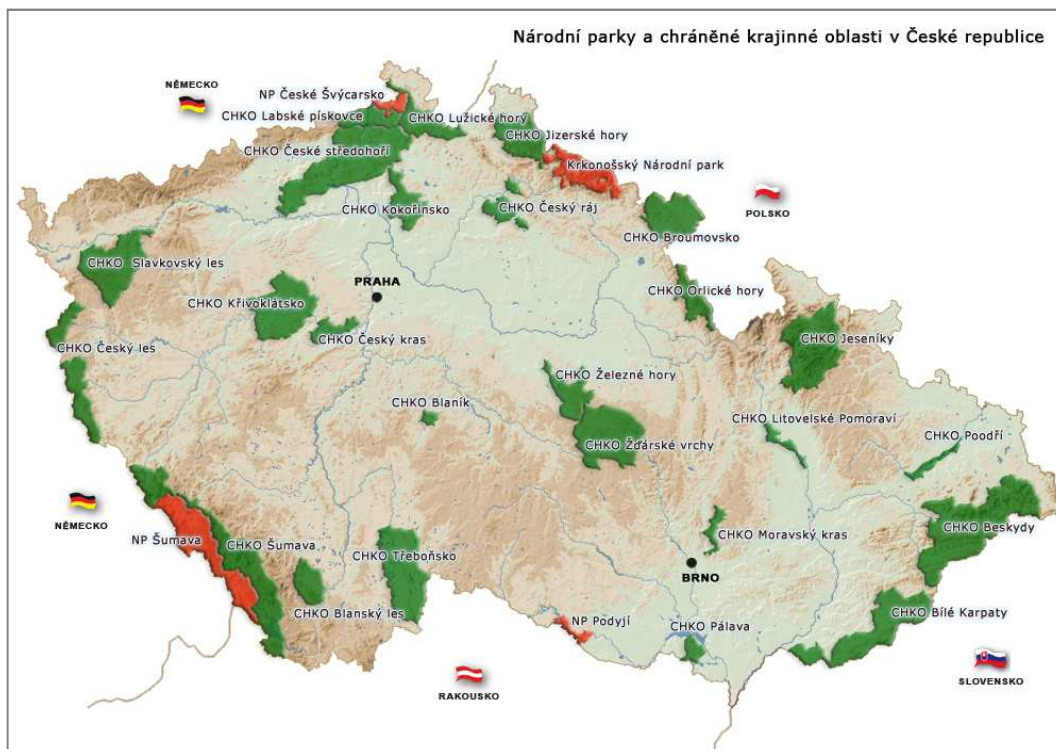 Národní parky a chráněné krajinné oblasti v České republice
NĚMECKO
NP České Švýcarsko
CHKO Labské pískovce
CHKO Lužické hory
CHKO Jizerské hory
CHKO České středohoří
Krkonošský Národní park
POLSKO
CHKO Kokořínsko
CHKO Český ráj
CHKO Broumovsko
CHKO Slavkovský les
PRAHA
CHKO Orlické hory
CHKO Křivoklátsko
CHKO Český kras
CHKO Jeseníky
CHKO Český les
CHKO Železné hory
CHKO Blaník
CHKO Litovelské Pomoraví
CHKO Poodří
CHKO Žďárské vrchy
NĚMECKO
NP Šumava
CHKO Šumava
CHKO Třeboňsko
CHKO Moravský kras
CHKO Beskydy
BRNO
CHKO Blanský les
CHKO Bílé Karpaty
NP Podyjí
CHKO Pálava
RAKOUSKO
SLOVENSKO